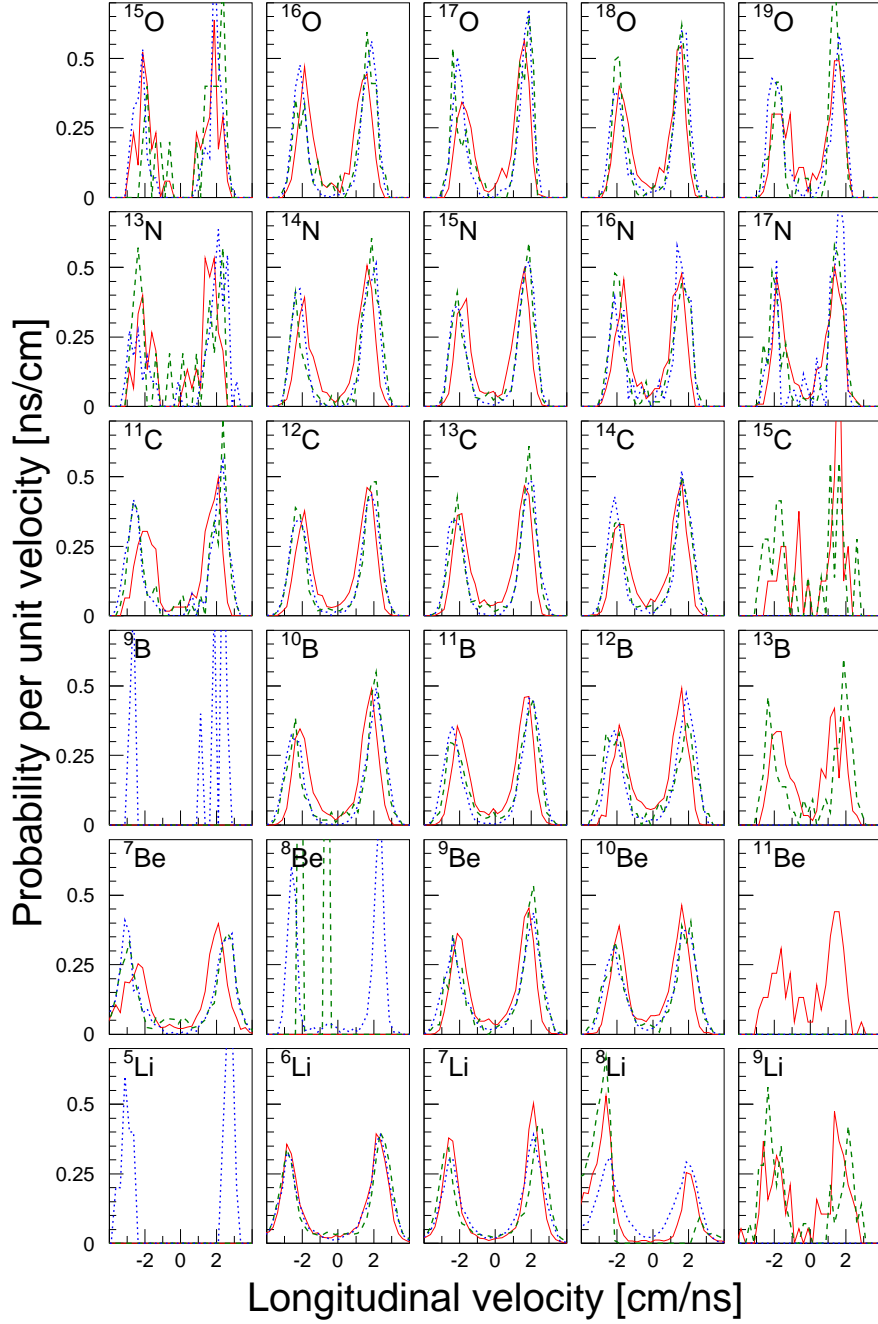 ¹⁵O ¹⁶O ¹⁷O ¹⁸O ¹⁹O
0.5
0.25
0
¹³N ¹⁴N ¹⁵N ¹⁶N ¹⁷N
0.5
0.25
0
¹¹C ¹²C ¹³C ¹⁴C ¹⁵C
0.5
0.25
0
⁹B ¹⁰B ¹¹B ¹²B ¹³B
0.5
0.25
0
⁷Be ⁸Be ⁹Be ¹⁰Be ¹¹Be
0.5
0.25
0
⁵Li ⁶Li ⁷Li ⁸Li ⁹Li
0.5
0.25
0
-2 0 2 -2 0 2 -2 0 2 -2 0 2 -2 0 2
Longitudinal velocity [cm/ns]
Probability per unit velocity [ns/cm]